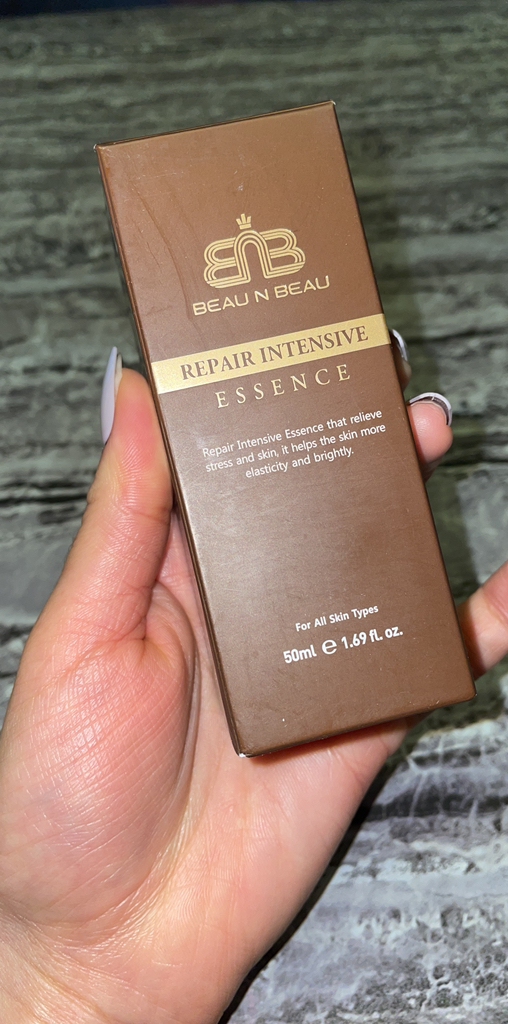 BEAU N BEAU
REPAIR INTENSIVE
ESSENCE
Repair Intensive Essence that relieve
stress and skin, it helps the skin more
elasticity and brightly.
For All Skin Types
50ml ℮ 1.69 fl. oz.